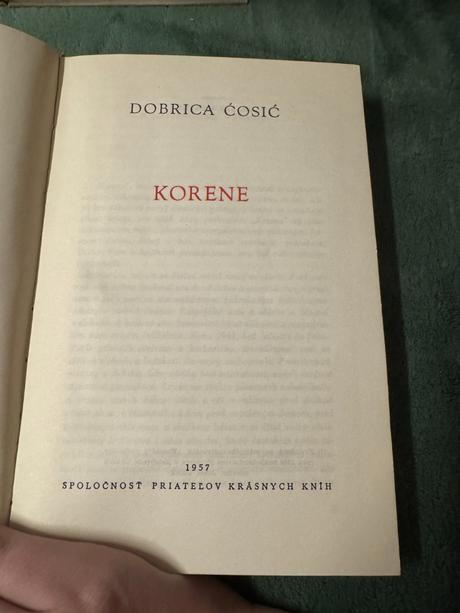 DOBRICA ĆOSIĆ
KORENE
1957
SPOLOČNOSŤ PRIATEĽOV KRÁSNYCH KNÍH